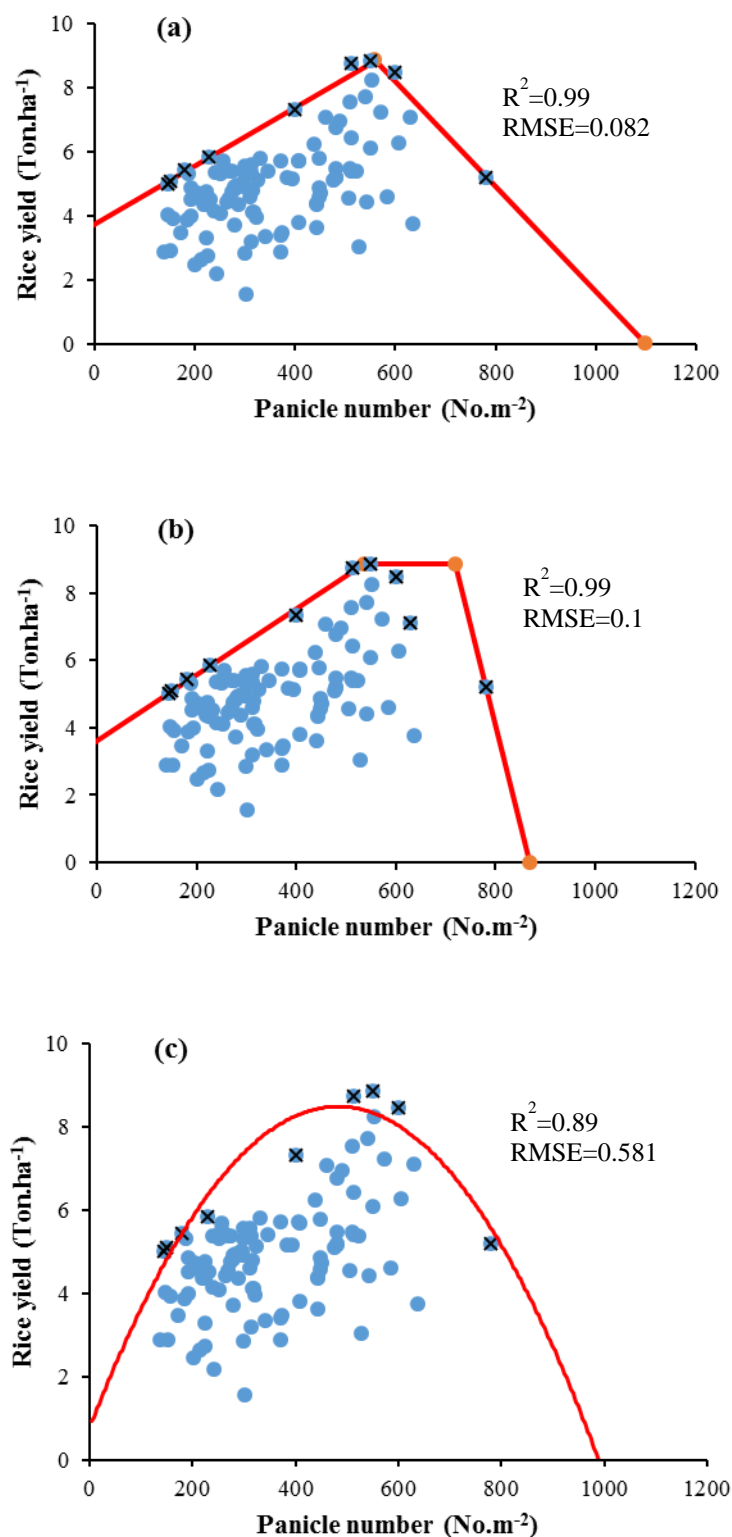 (a)
10
8
6
4
2
0
Rice yield (Ton.ha⁻¹)
R²=0.99
RMSE=0.082
0 200 400 600 800 1000 1200
Panicle number (No.m⁻²)
(b)
10
8
6
4
2
0
Rice yield (Ton.ha⁻¹)
R²=0.99
RMSE=0.1
0 200 400 600 800 1000 1200
Panicle number (No.m⁻²)
(c)
10
8
6
4
2
0
Rice yield (Ton.ha⁻¹)
R²=0.89
RMSE=0.581
0 200 400 600 800 1000 1200
Panicle number (No.m⁻²)